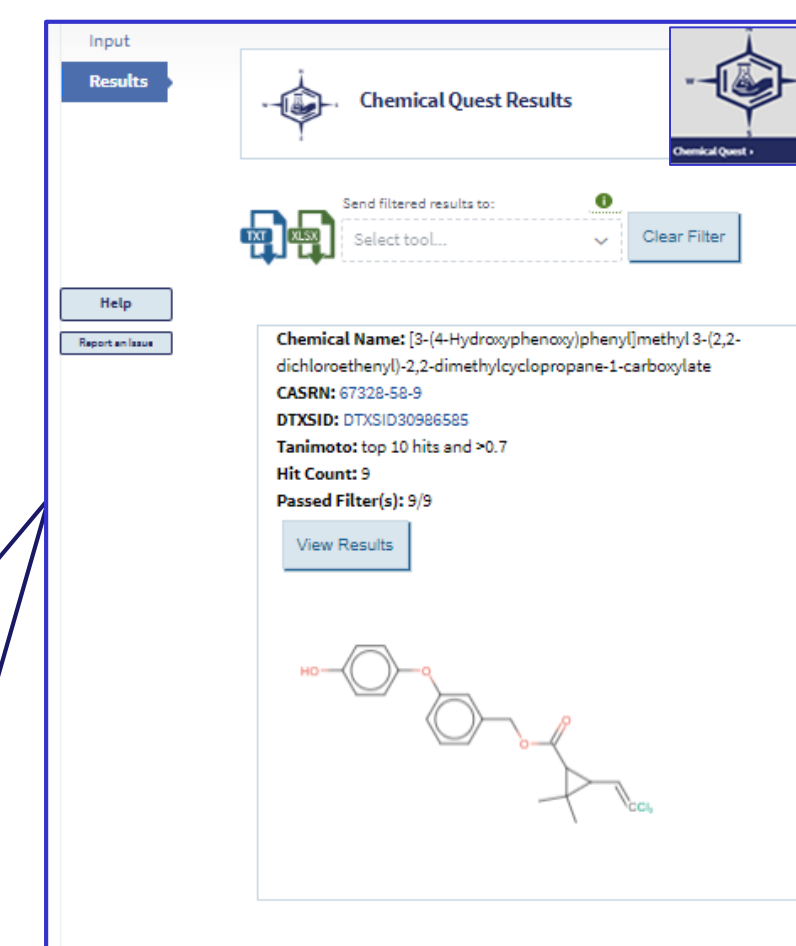 Input
Results
Chemical Quest Results
N
W
S
Chemical Quest ›
Send filtered results to:
i
TXT
XLSX
Select tool...
Clear Filter
Help
Report an Issue
Chemical Name: [3-(4-Hydroxyphenoxy)phenyl]methyl 3-(2,2-
dichloroethenyl)-2,2-dimethylcyclopropane-1-carboxylate
CASRN: 67328-58-9
DTXSID: DTXSID30986585
Tanimoto: top 10 hits and >0.7
Hit Count: 9
Passed Filter(s): 9/9
View Results
HO
O
O
O
CCl₂